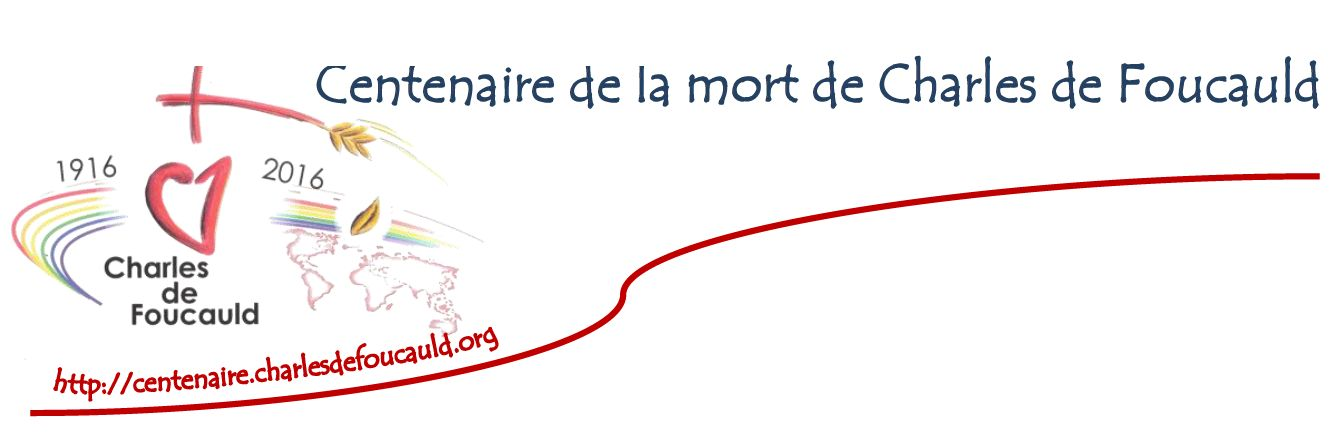 Centenaire de la mort de Charles de Foucauld
1916 2016
Charles
de
Foucauld
http://centenaire.charlesdefoucauld.org